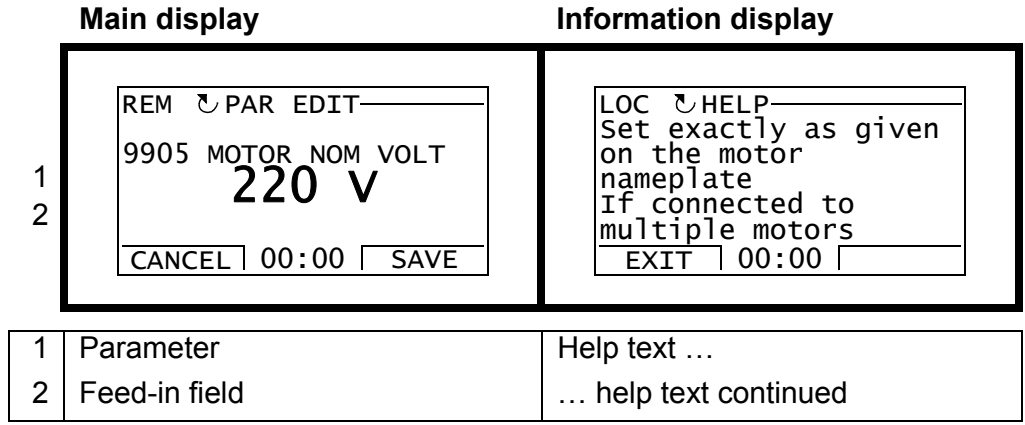 Main display
Information display
REM ↻ PAR EDIT
9905 MOTOR NOM VOLT
220 V
CANCEL 00:00 SAVE
LOC ↻ HELP
Set exactly as given
on the motor
nameplate
If connected to
multiple motors
EXIT 00:00
1
2
1 Parameter Help text …
2 Feed-in field … help text continued